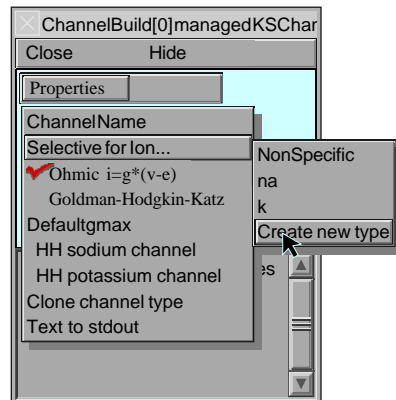 ChannelBuild[0]managedKSChar
Close Hide
Properties
ChannelName
Selective for Ion...
Ohmic i=g*(v-e)
Goldman-Hodgkin-Katz
Defaultgmax
HH sodium channel
HH potassium channel
Clone channel type
Text to stdout
NonSpecific
na
k
Create new type
es